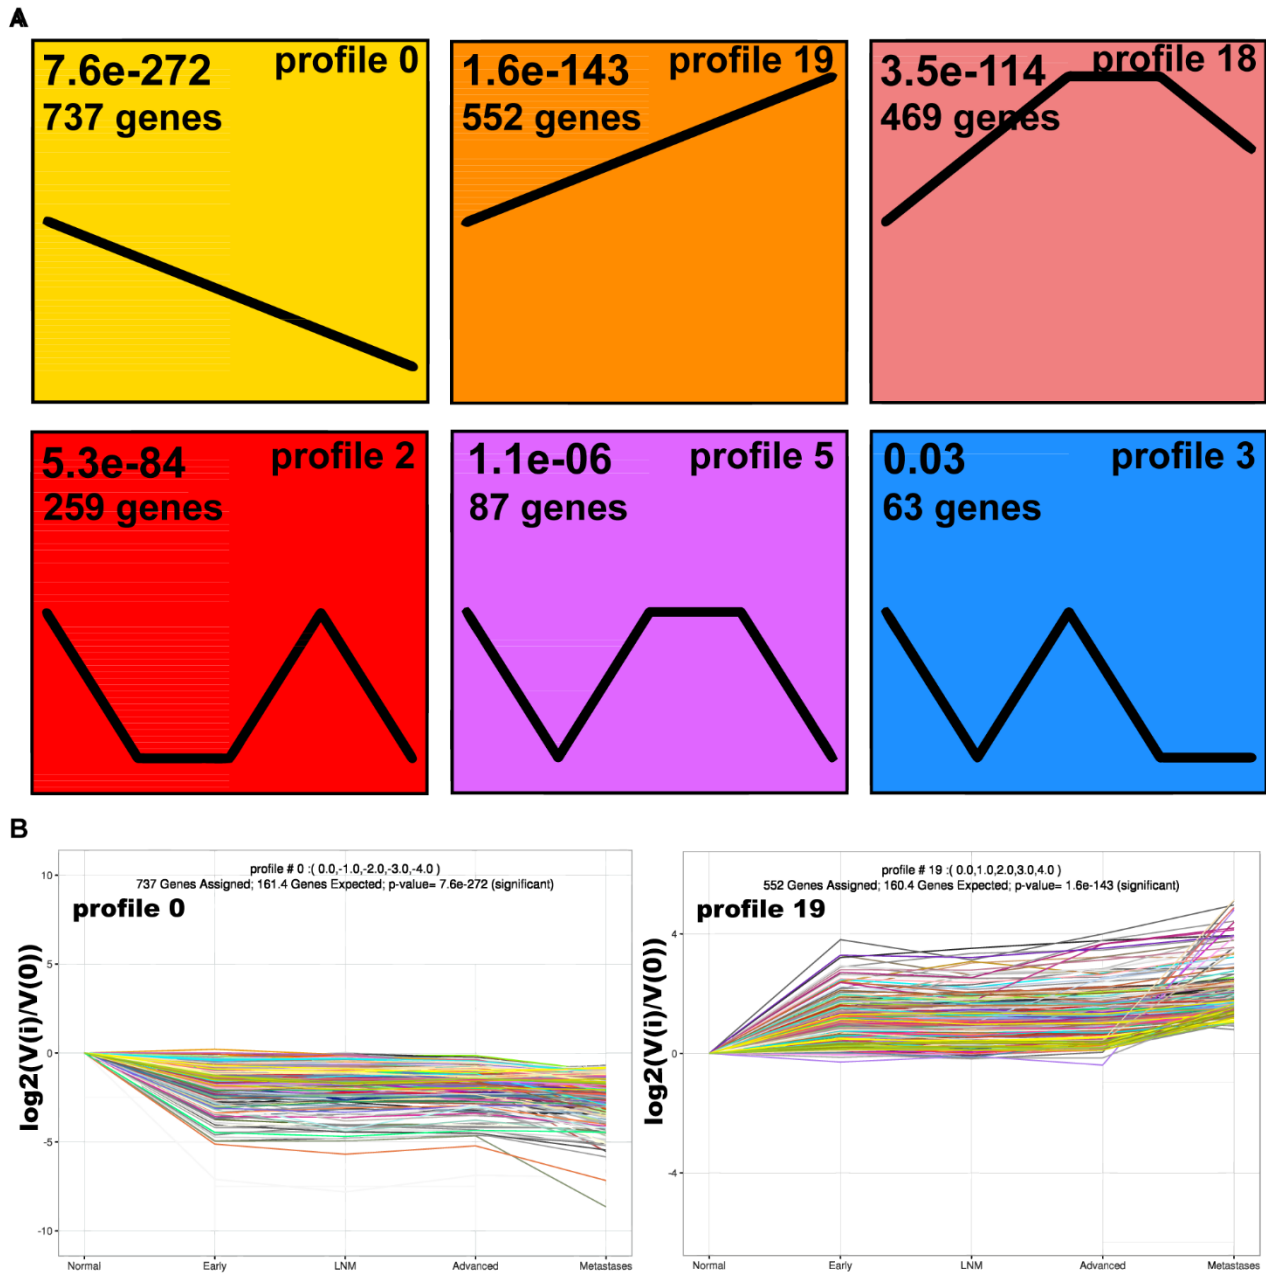 A
7.6e-272 profile 0
737 genes
1.6e-143 profile 19
552 genes
3.5e-114 profile 18
469 genes
5.3e-84 profile 2
259 genes
1.1e-06 profile 5
87 genes
0.03 profile 3
63 genes
B
profile # 0 :( 0.0,-1.0,-2.0,-3.0,-4.0 )
737 Genes Assigned; 161.4 Genes Expected; p-value= 7.6e-272 (significant)
profile 0
log2(V(i)/V(0))
10
5
0
-5
-10
Normal Early LNM Advanced Metastases
profile # 19 :( 0.0,1.0,2.0,3.0,4.0 )
552 Genes Assigned; 160.4 Genes Expected; p-value= 1.6e-143 (significant)
profile 19
log2(V(i)/V(0))
4
0
-4
Normal Early LNM Advanced Metastases